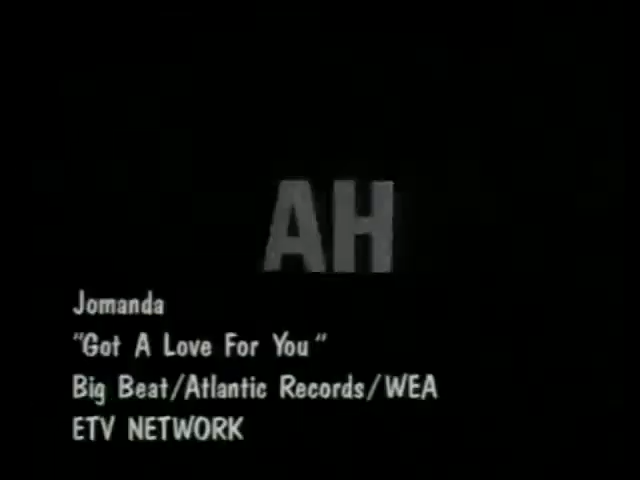 AH
Jomanda
"Got A Love For You"
Big Beat/Atlantic Records/WEA
ETV NETWORK